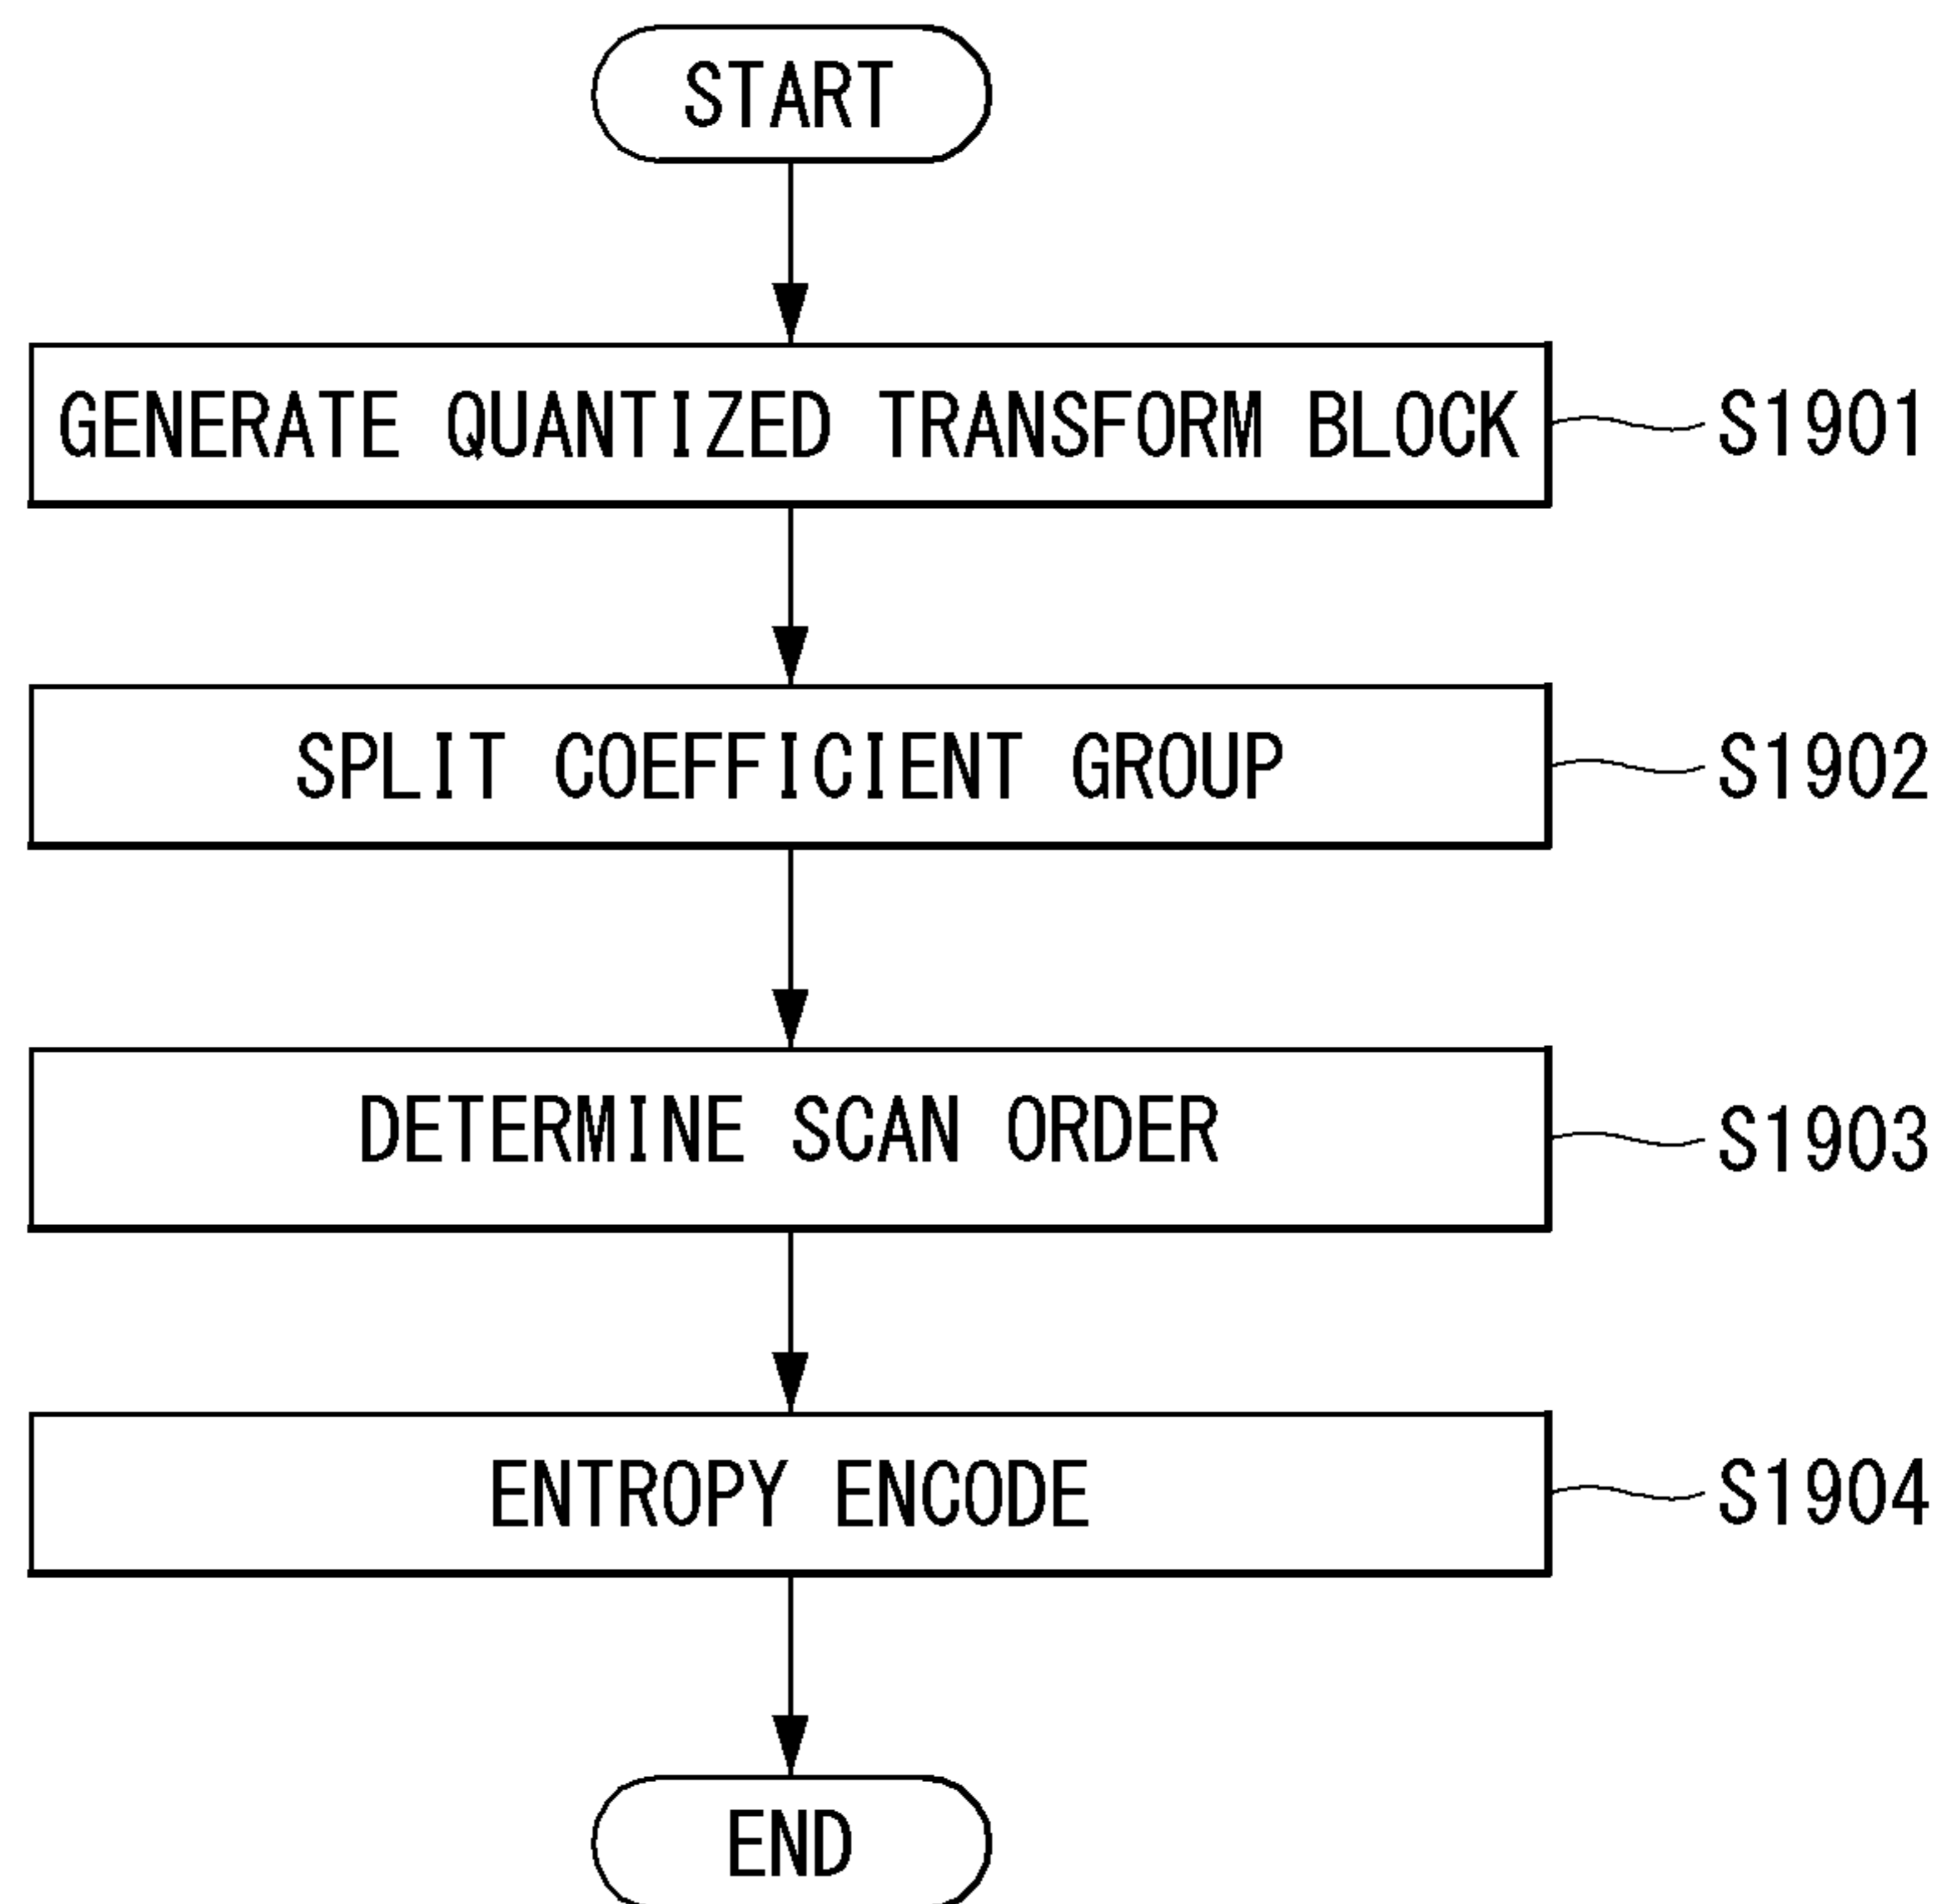 START
GENERATE QUANTIZED TRANSFORM BLOCK
S1901
SPLIT COEFFICIENT GROUP
S1902
DETERMINE SCAN ORDER
S1903
ENTROPY ENCODE
S1904
END